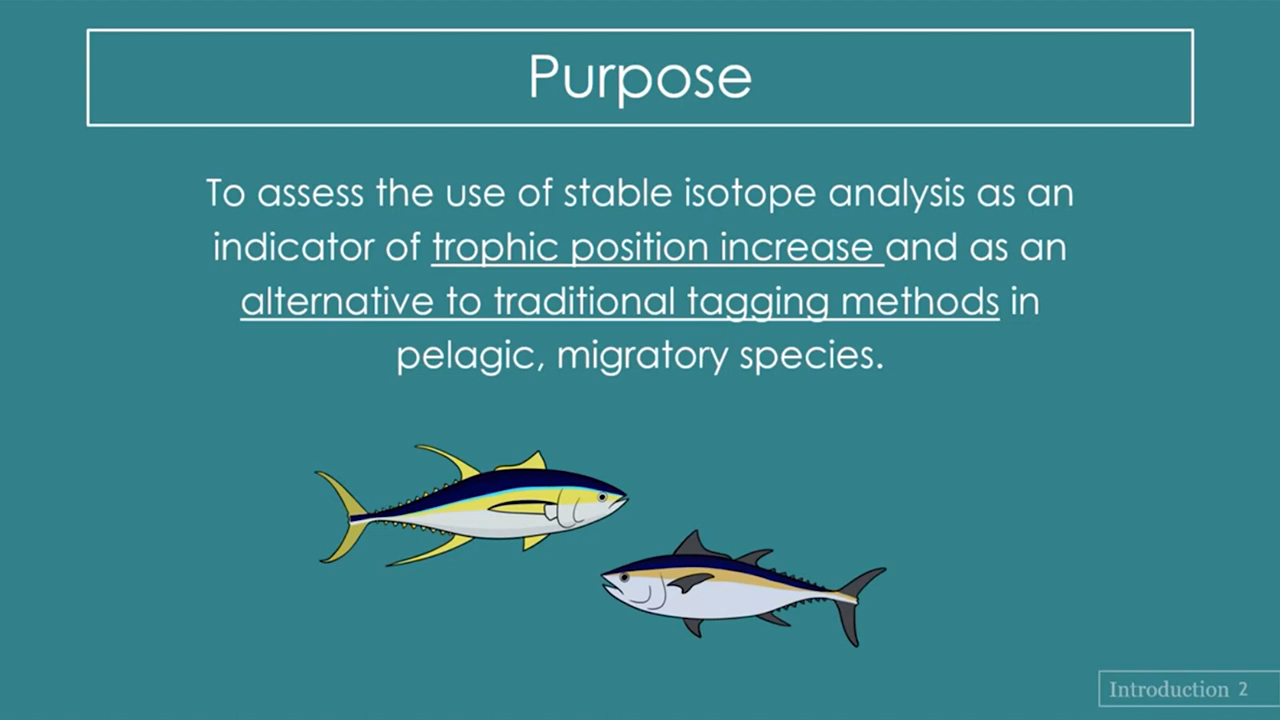 Purpose
To assess the use of stable isotope analysis as an
indicator of trophic position increase and as an
alternative to traditional tagging methods in
pelagic, migratory species.
Introduction 2